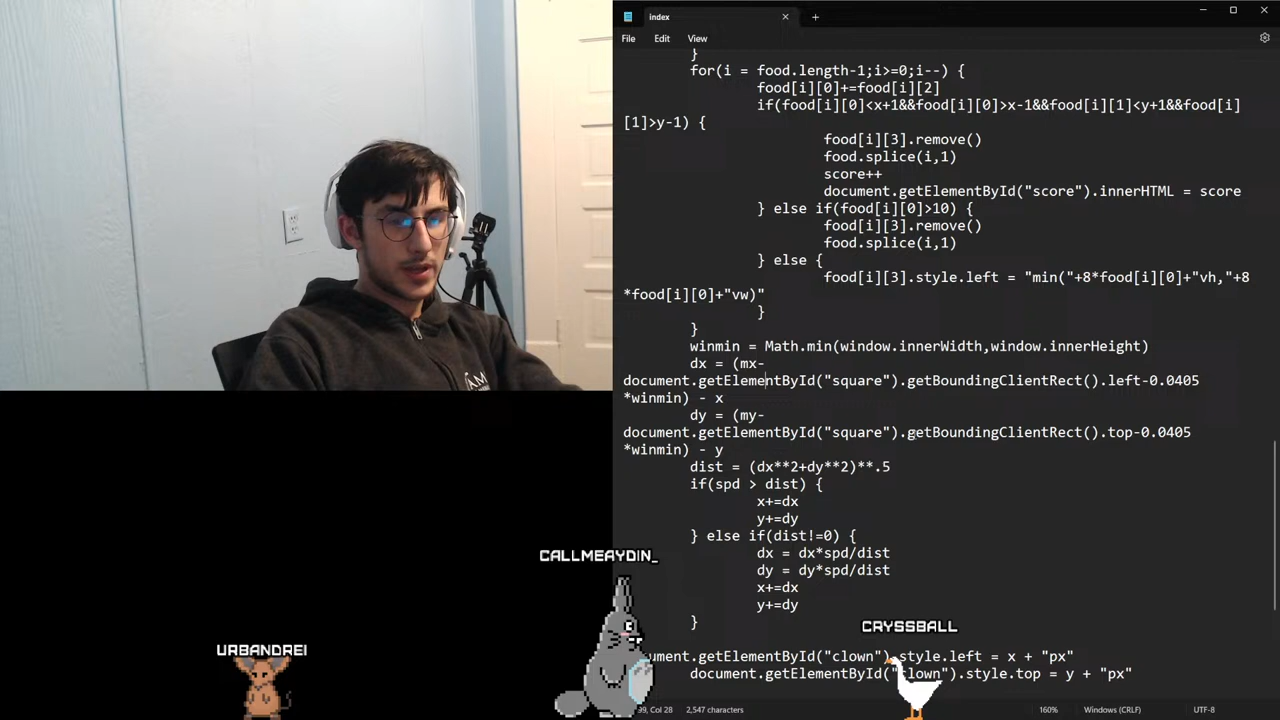 index
File Edit View
}
for(i = food.length-1;i>=0;i--) {
food[i][0]+=food[i][2]
if(food[i][0]<x+1&&food[i][0]>x-1&&food[i][1]<y+1&&food[i]
[1]>y-1) {
food[i][3].remove()
food.splice(i,1)
score++
document.getElementById("score").innerHTML = score
} else if(food[i][0]>10) {
food[i][3].remove()
food.splice(i,1)
} else {
food[i][3].style.left = "min("+8*food[i][0]+"vh,"+8
*food[i][0]+"vw)"
}
}
winmin = Math.min(window.innerWidth,window.innerHeight)
dx = (mx-
document.getElementById("square").getBoundingClientRect().left-0.0405
*winmin) - x
dy = (my-
document.getElementById("square").getBoundingClientRect().top-0.0405
*winmin) - y
dist = (dx**2+dy**2)**.5
if(spd > dist) {
x+=dx
y+=dy
} else if(dist!=0) {
dx = dx*spd/dist
dy = dy*spd/dist
x+=dx
y+=dy
}
CALLMEAYDIN_
CRYSSBALL
URBANDREI
ument.getElementById("clown").style.left = x + "px"
document.getElementById("clown").style.top = y + "px"
99, Col 28 2,547 characters 160% Windows (CRLF) UTF-8